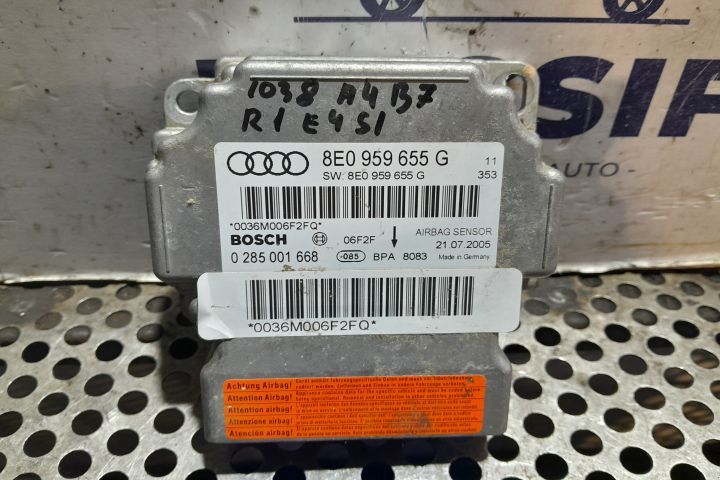 OSIF
AUTO -
1038 A4 B7
R1 E4 S1
8E0 959 655 G 11
SW: 8E0 959 655 G 353
*0036M006F2FQ*
AIRBAG SENSOR
BOSCH 06F2F 21.07.2005
0 285 001 668 085 BPA 8083 Made in Germany
*0036M006F2FQ*
Achtung Airbag!
Attention Airbag!
Attention Airbag!
Attenzione airbag!
Atención airbag!